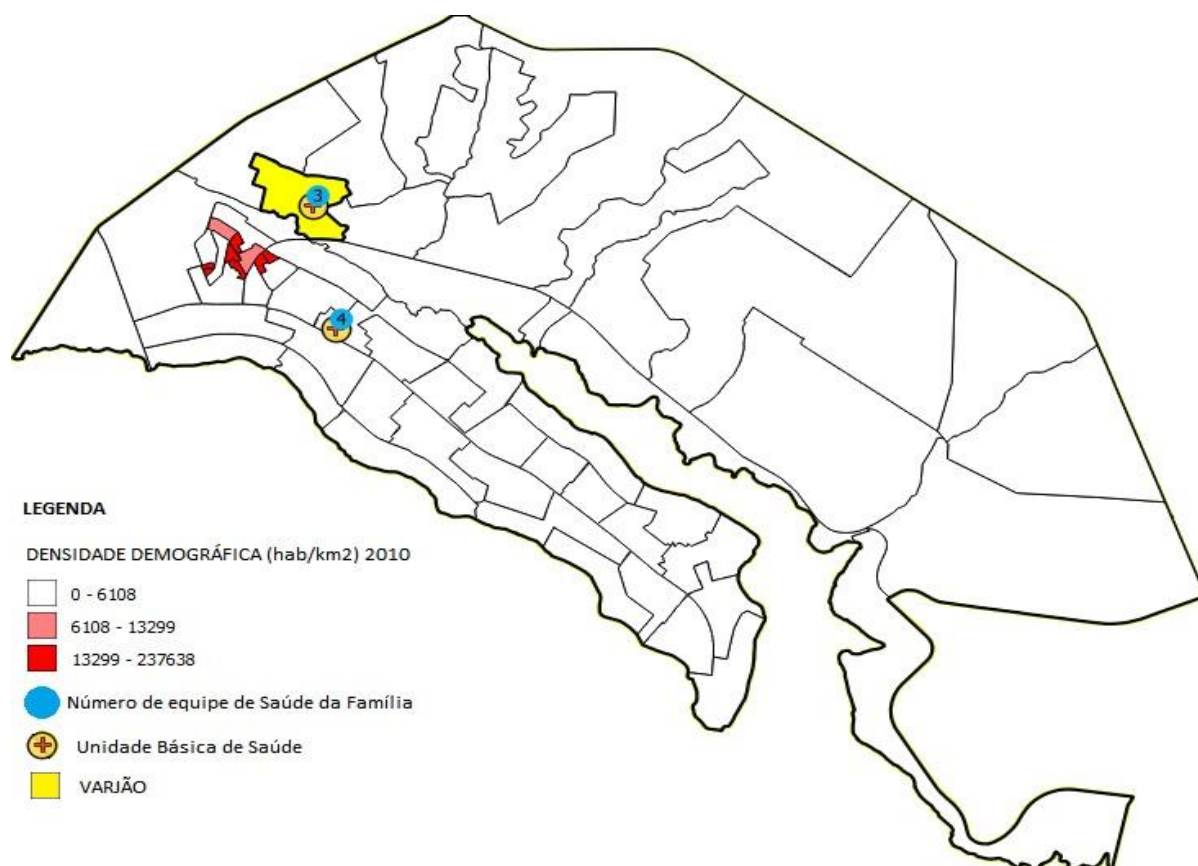 3
4
LEGENDA
DENSIDADE DEMOGRÁFICA (hab/km2) 2010
0 - 6108
6108 - 13299
13299 - 237638
Número de equipe de Saúde da Família
Unidade Básica de Saúde
VARJÃO